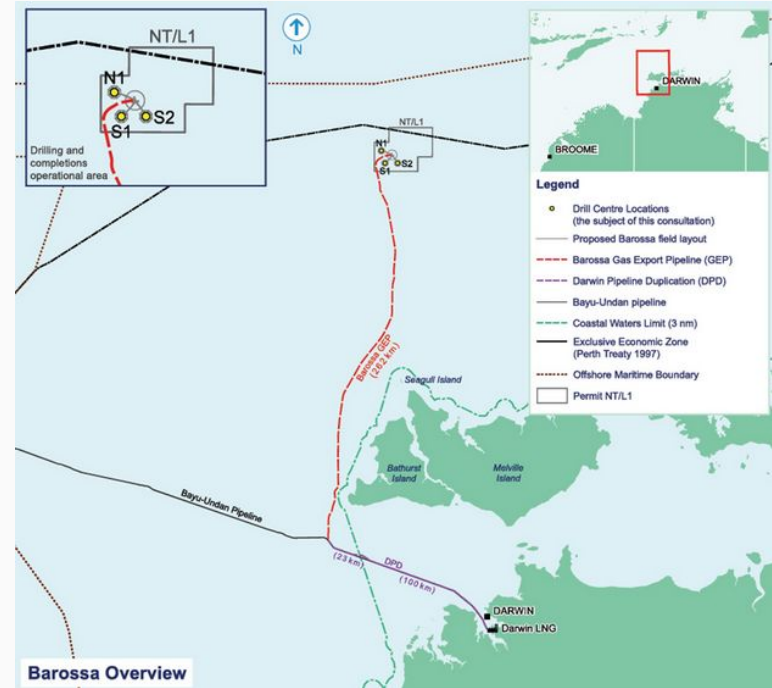 NT/L1
N1
S1
S2
Drilling and
completions
operational area
N
NT/L1
N1
S1
S2
DARWIN
BROOME
Legend
Drill Centre Locations
(the subject of this consultation)
Proposed Barossa field layout
Barossa Gas Export Pipeline (GEP)
Darwin Pipeline Duplication (DPD)
Bayu-Undan pipeline
Coastal Waters Limit (3 nm)
Exclusive Economic Zone
(Perth Treaty 1997)
Offshore Maritime Boundary
Permit NT/L1
Barossa GEP
(262 km)
Seagull Island
Bathurst
Island
Melville
Island
Bayu-Undan Pipeline
(23 km)
DPD
(100 km)
DARWIN
Darwin LNG
Barossa Overview